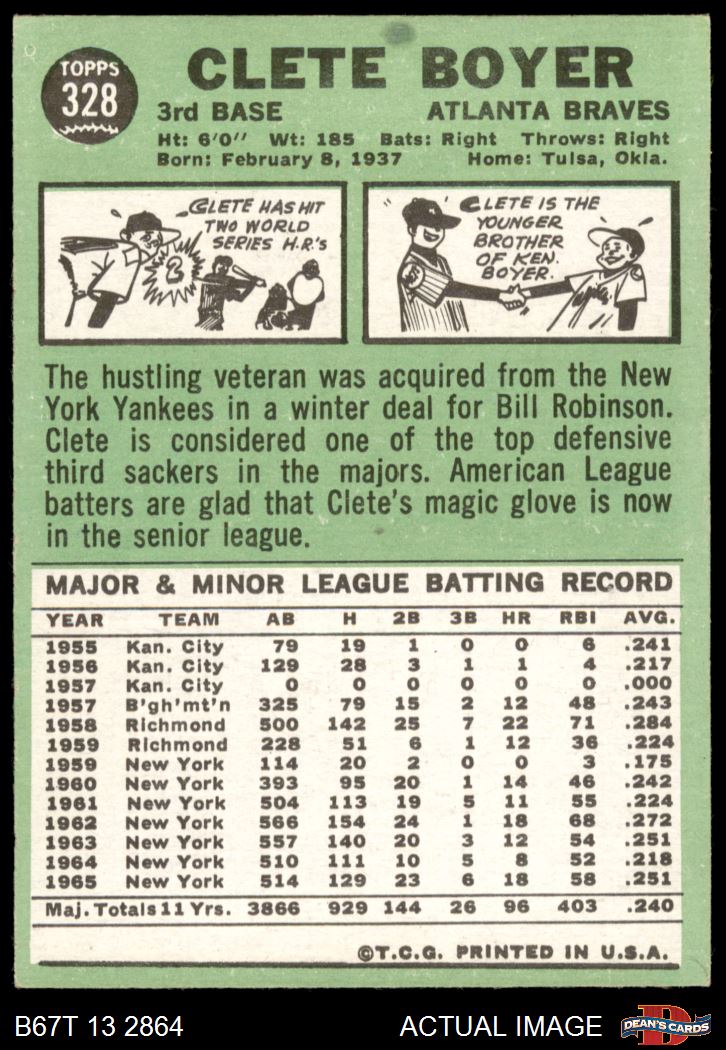 TOPPS
328
CLETE BOYER
3rd BASE ATLANTA BRAVES
Ht: 6'0" Wt: 185 Bats: Right Throws: Right
Born: February 8, 1937 Home: Tulsa, Okla.
CLETE HAS HIT
TWO WORLD
SERIES H.R.'s
2
CLETE IS THE
YOUNGER
BROTHER
OF KEN
BOYER.
The hustling veteran was acquired from the New
York Yankees in a winter deal for Bill Robinson.
Clete is considered one of the top defensive
third sackers in the majors. American League
batters are glad that Clete's magic glove is now
in the senior league.
MAJOR & MINOR LEAGUE BATTING RECORD
YEAR TEAM AB H 2B 3B HR RBI AVG.
1955 Kan. City 79 19 1 0 0 6 .241
1956 Kan. City 129 28 3 1 1 4 .217
1957 Kan. City 0 0 0 0 0 0 .000
1957 B'gh'mt'n 325 79 15 2 12 48 .243
1958 Richmond 500 142 25 7 22 71 .284
1959 Richmond 228 51 6 1 12 36 .224
1959 New York 114 20 2 0 0 3 .175
1960 New York 393 95 20 1 14 46 .242
1961 New York 504 113 19 5 11 55 .224
1962 New York 566 154 24 1 18 68 .272
1963 New York 557 140 20 3 12 54 .251
1964 New York 510 111 10 5 8 52 .218
1965 New York 514 129 23 6 18 58 .251
Maj. Totals 11 Yrs. 3866 929 144 26 96 403 .240
©T.C.G. PRINTED IN U.S.A.
B67T 13 2864 ACTUAL IMAGE
DEAN'S CARDS